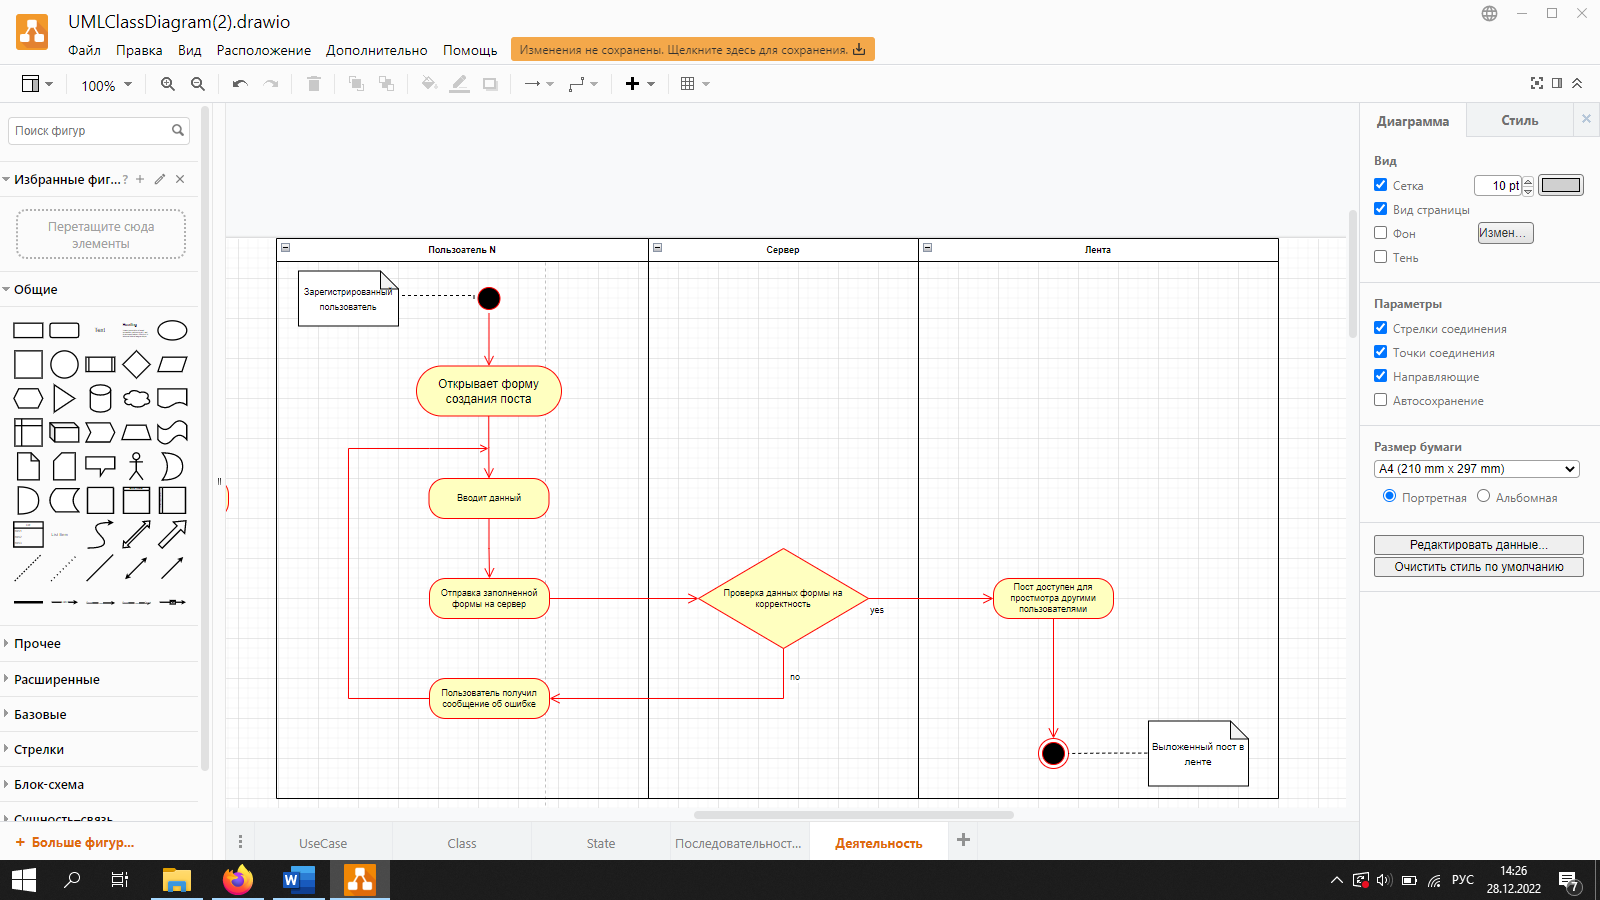 UMLClassDiagram(2).drawio
Файл Правка Вид Расположение Дополнительно Помощь
Изменения не сохранены. Щелкните здесь для сохранения.
100%
Поиск фигур
Избранные фиг...
?
Перетащите сюда
элементы
Общие
Text
Heading
List Item
Прочее
Расширенные
Базовые
Стрелки
Блок-схема
Сущность-связь
+ Больше фигур...
Пользоатель N
Сервер
Лента
Зарегистрированный
пользователь
Открывает форму
создания поста
Вводит данный
Отправка заполненной
формы на сервер
Проверка данных формы на
корректность
yes
Пост доступен для
простмотра другими
пользователями
no
Пользователь получил
сообщение об ошибке
Выложенный пост в
ленте
UseCase
Class
State
Последовательност...
Деятельность
Диаграмма
Стиль
Вид
Сетка
10 pt
Вид страницы
Фон
Измен...
Тень
Параметры
Стрелки соединения
Точки соединения
Направляющие
Автосохранение
Размер бумаги
A4 (210 mm x 297 mm)
Портретная
Альбомная
Редактировать данные...
Очистить стиль по умолчанию
РУС
14:26
28.12.2022
7